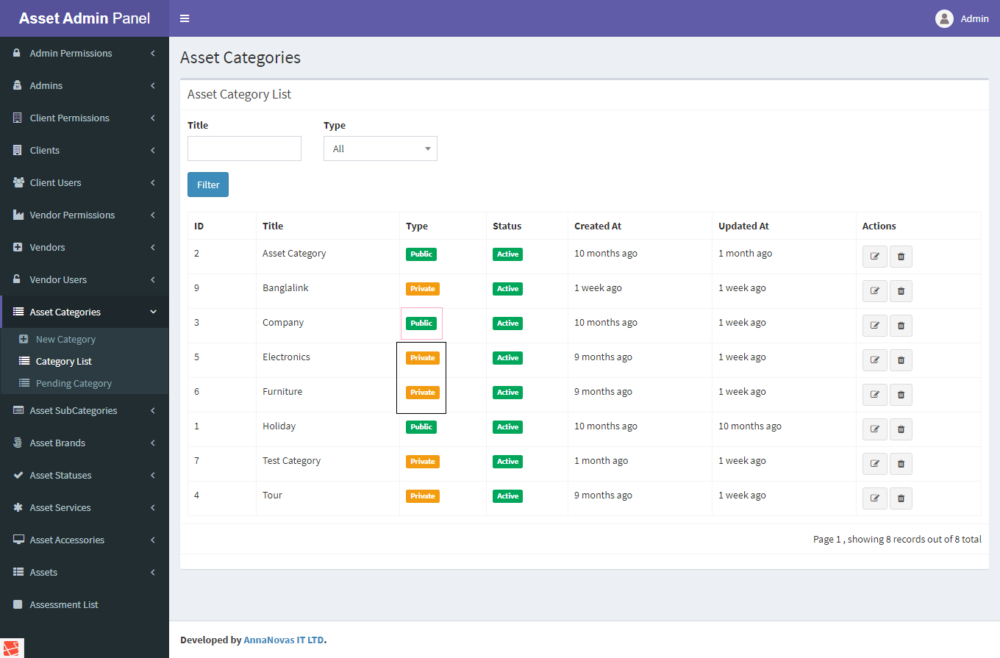 Asset Admin Panel
Admin
Admin Permissions
Admins
Client Permissions
Clients
Client Users
Vendor Permissions
Vendors
Vendor Users
Asset Categories
New Category
Category List
Pending Category
Asset SubCategories
Asset Brands
Asset Statuses
Asset Services
Asset Accessories
Assets
Assessment List
Asset Categories
Asset Category List
Title Type
All
Filter
ID Title Type Status Created At Updated At Actions
2 Asset Category Public Active 10 months ago 1 month ago
9 Banglalink Private Active 1 week ago 1 week ago
3 Company Public Active 10 months ago 1 week ago
5 Electronics Private Active 9 months ago 1 week ago
6 Furniture Private Active 9 months ago 1 week ago
1 Holiday Public Active 10 months ago 10 months ago
7 Test Category Private Active 1 month ago 1 week ago
4 Tour Private Active 9 months ago 1 week ago
Page 1 , showing 8 records out of 8 total
Developed by AnnaNovas IT LTD.